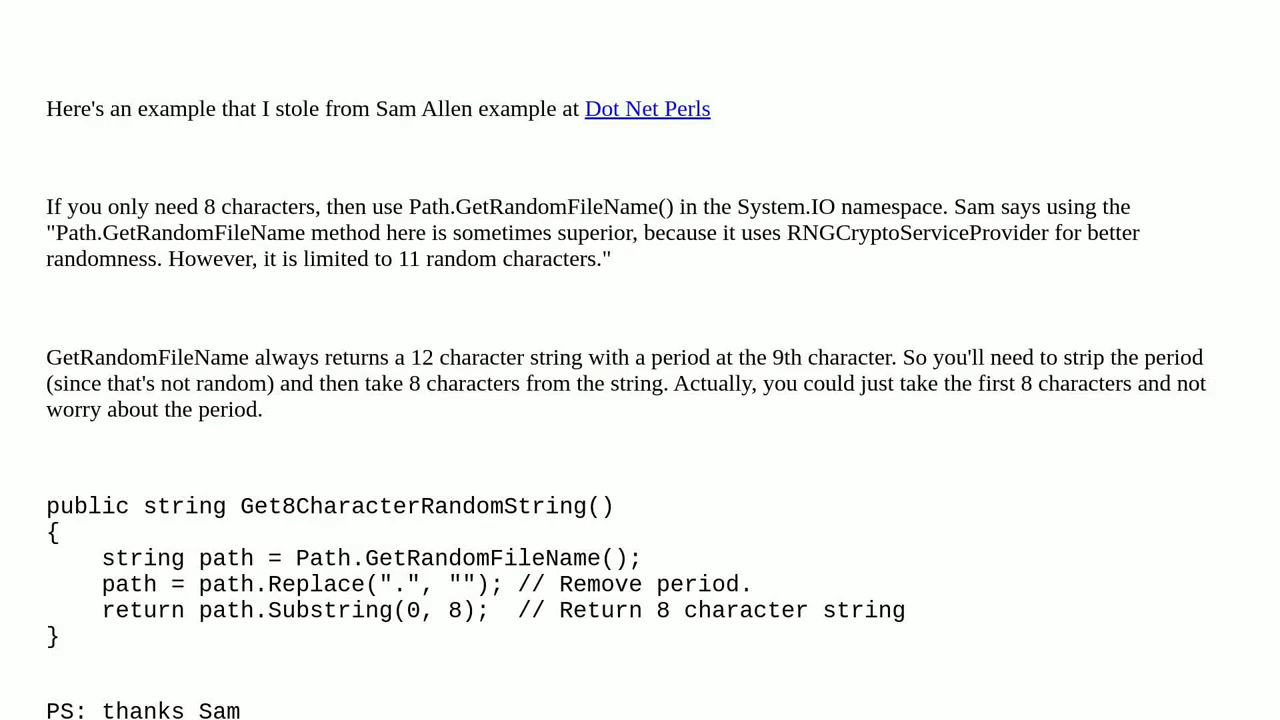 Here's an example that I stole from Sam Allen example at Dot Net Perls
If you only need 8 characters, then use Path.GetRandomFileName() in the System.IO namespace. Sam says using the
"Path.GetRandomFileName method here is sometimes superior, because it uses RNGCryptoServiceProvider for better
randomness. However, it is limited to 11 random characters."
GetRandomFileName always returns a 12 character string with a period at the 9th character. So you'll need to strip the period
(since that's not random) and then take 8 characters from the string. Actually, you could just take the first 8 characters and not
worry about the period.
public string Get8CharacterRandomString()
{
    string path = Path.GetRandomFileName();
    path = path.Replace(".", ""); // Remove period.
    return path.Substring(0, 8);  // Return 8 character string
}
PS: thanks Sam